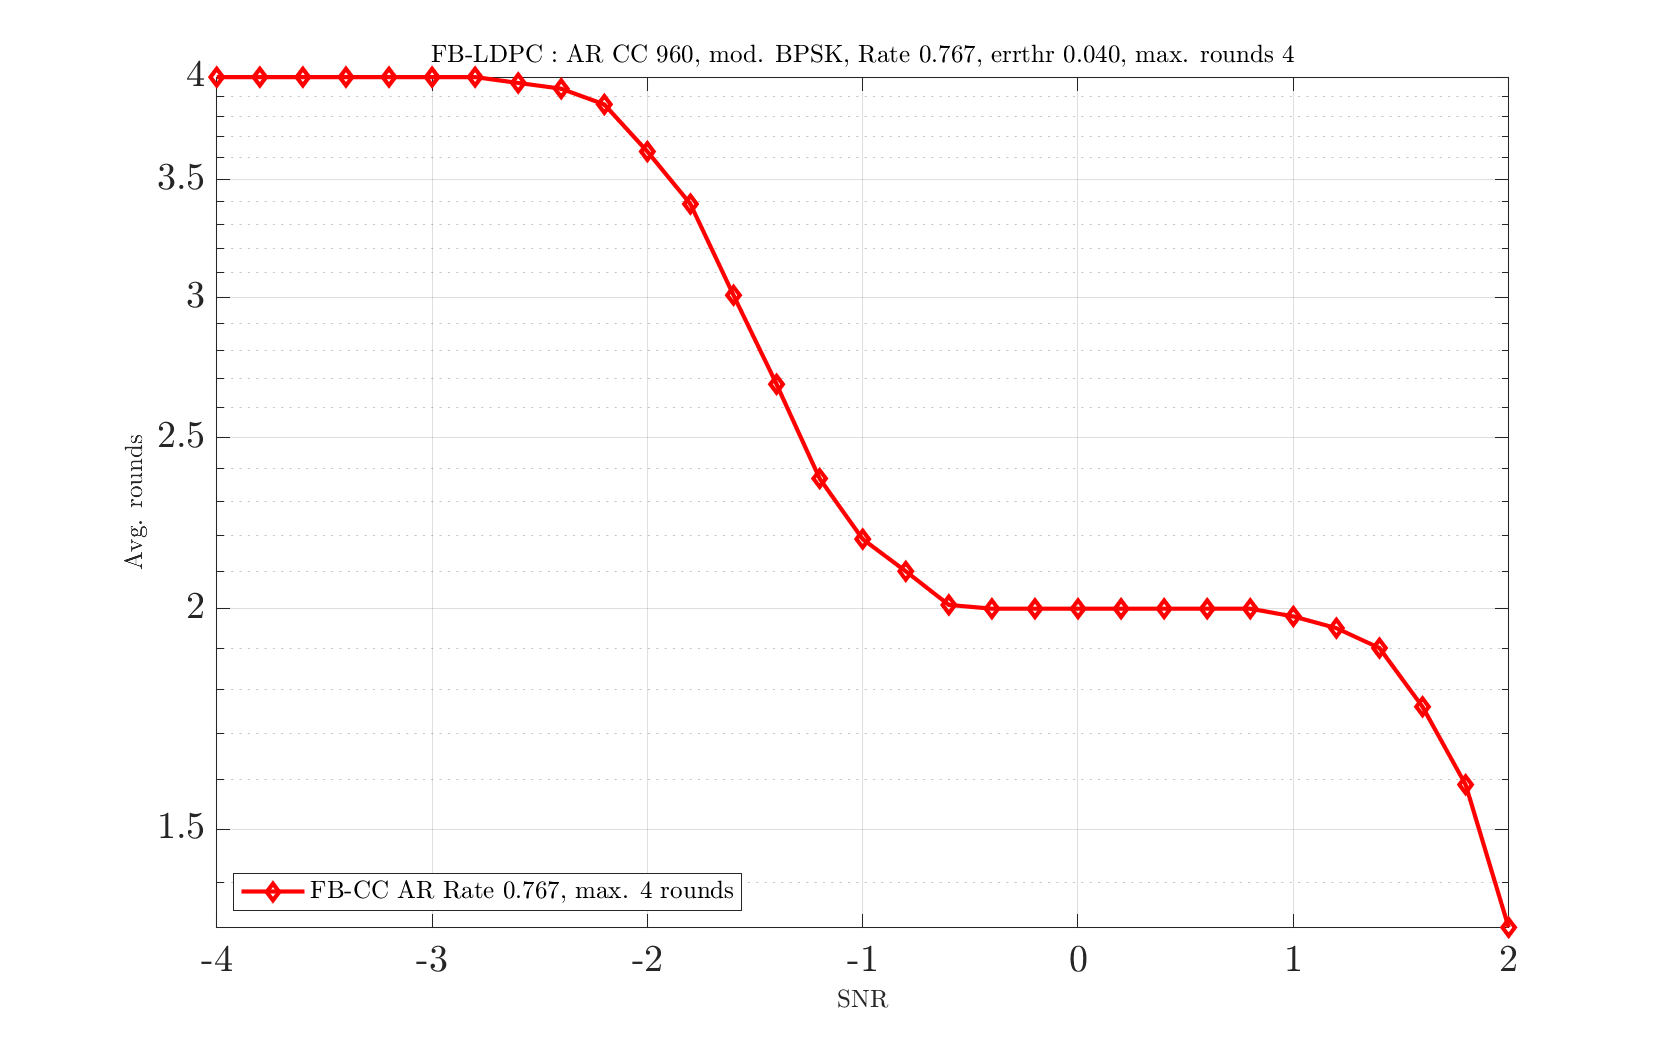 FB-LDPC : AR CC 960, mod. BPSK, Rate 0.767, errthr 0.040, max. rounds 4
4
3.5
3
2.5
2
1.5
Avg. rounds
FB-CC AR Rate 0.767, max. 4 rounds
-4 -3 -2 -1 0 1 2
SNR